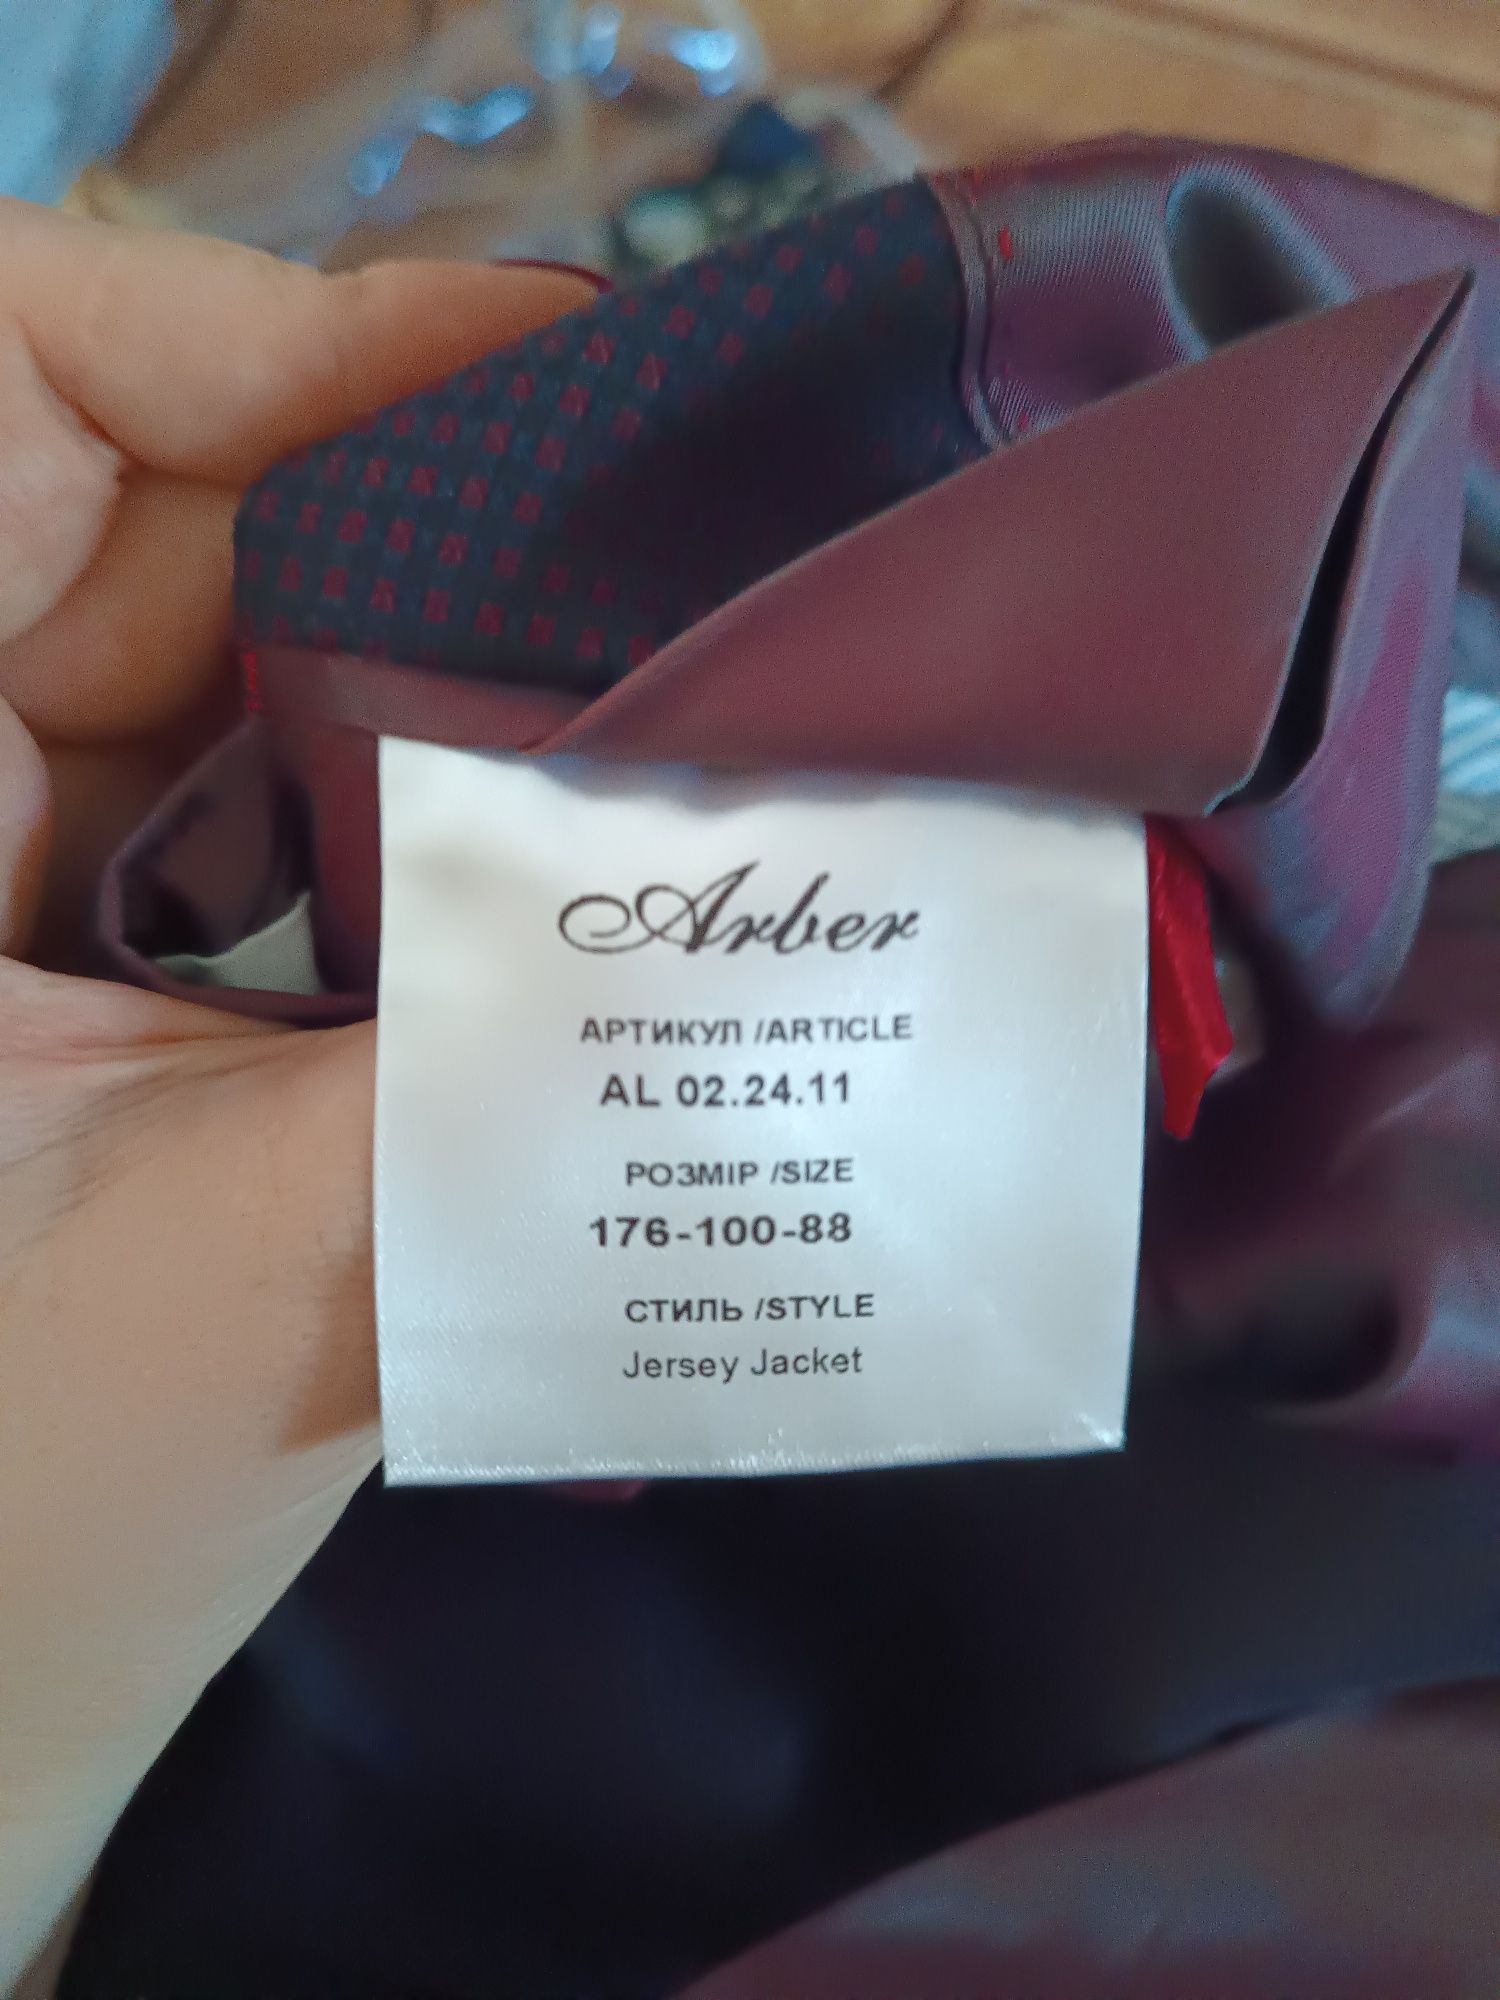 Arber
АРТИКУЛ /ARTICLE
AL 02.24.11
РОЗМІР /SIZE
176-100-88
СТИЛЬ /STYLE
Jersey Jacket